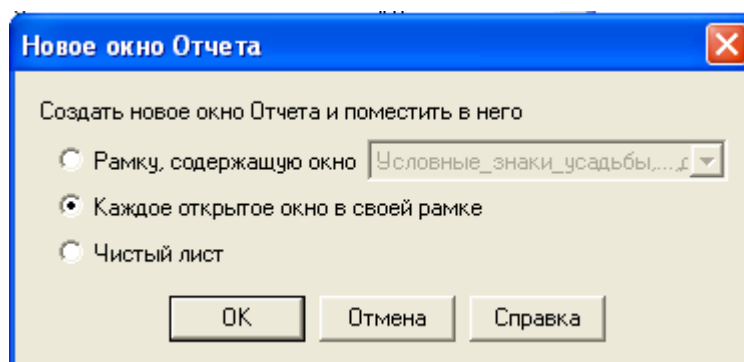 Новое окно Отчета
Создать новое окно Отчета и поместить в него
Рамку, содержащую окно Условные_знаки_усадьбы,...,д
Каждое открытое окно в своей рамке
Чистый лист
OK Отмена Справка